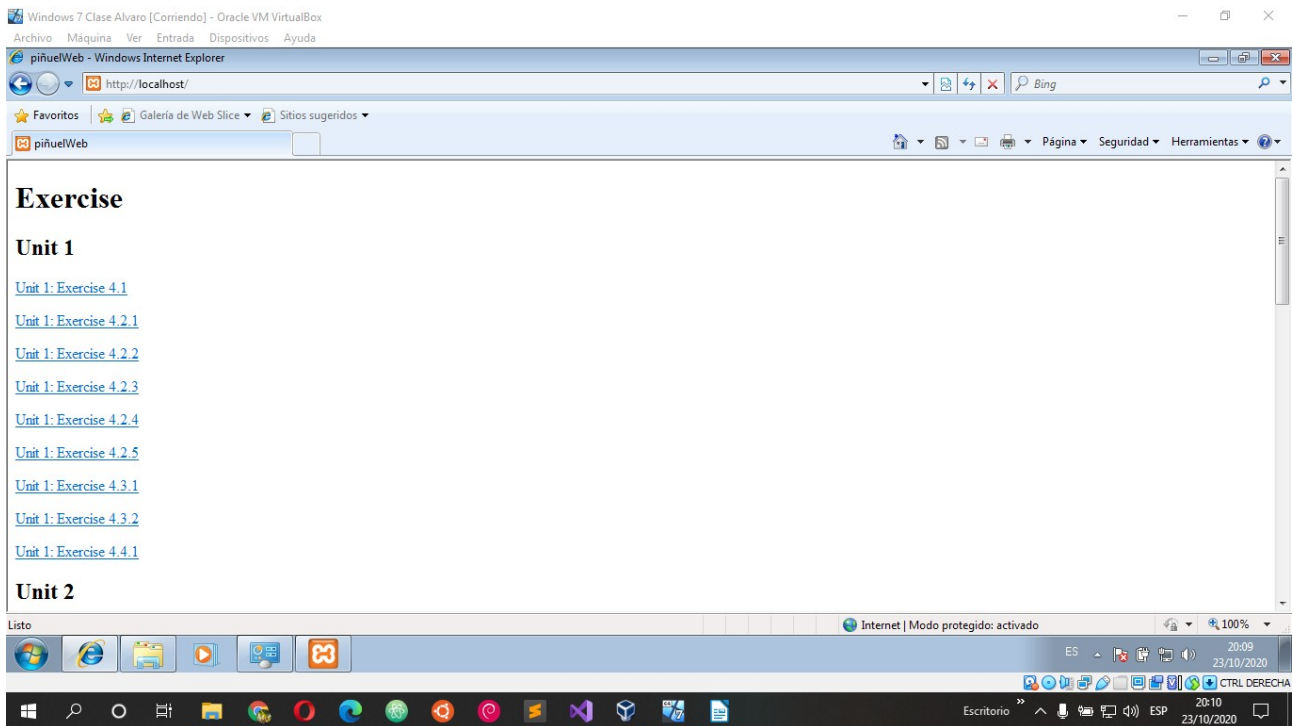 Windows 7 Clase Alvaro [Corriendo] - Oracle VM VirtualBox
Archivo Máquina Ver Entrada Dispositivos Ayuda
piñuelWeb - Windows Internet Explorer
http://localhost/
Bing
Favoritos Galería de Web Slice Sitios sugeridos
piñuelWeb
Página Seguridad Herramientas
Exercise
Unit 1
Unit 1: Exercise 4.1
Unit 1: Exercise 4.2.1
Unit 1: Exercise 4.2.2
Unit 1: Exercise 4.2.3
Unit 1: Exercise 4.2.4
Unit 1: Exercise 4.2.5
Unit 1: Exercise 4.3.1
Unit 1: Exercise 4.3.2
Unit 1: Exercise 4.4.1
Unit 2
Listo
Internet | Modo protegido: activado
100%
ES
20:09
23/10/2020
CTRL DERECHA
Escritorio
ESP
20:10
23/10/2020